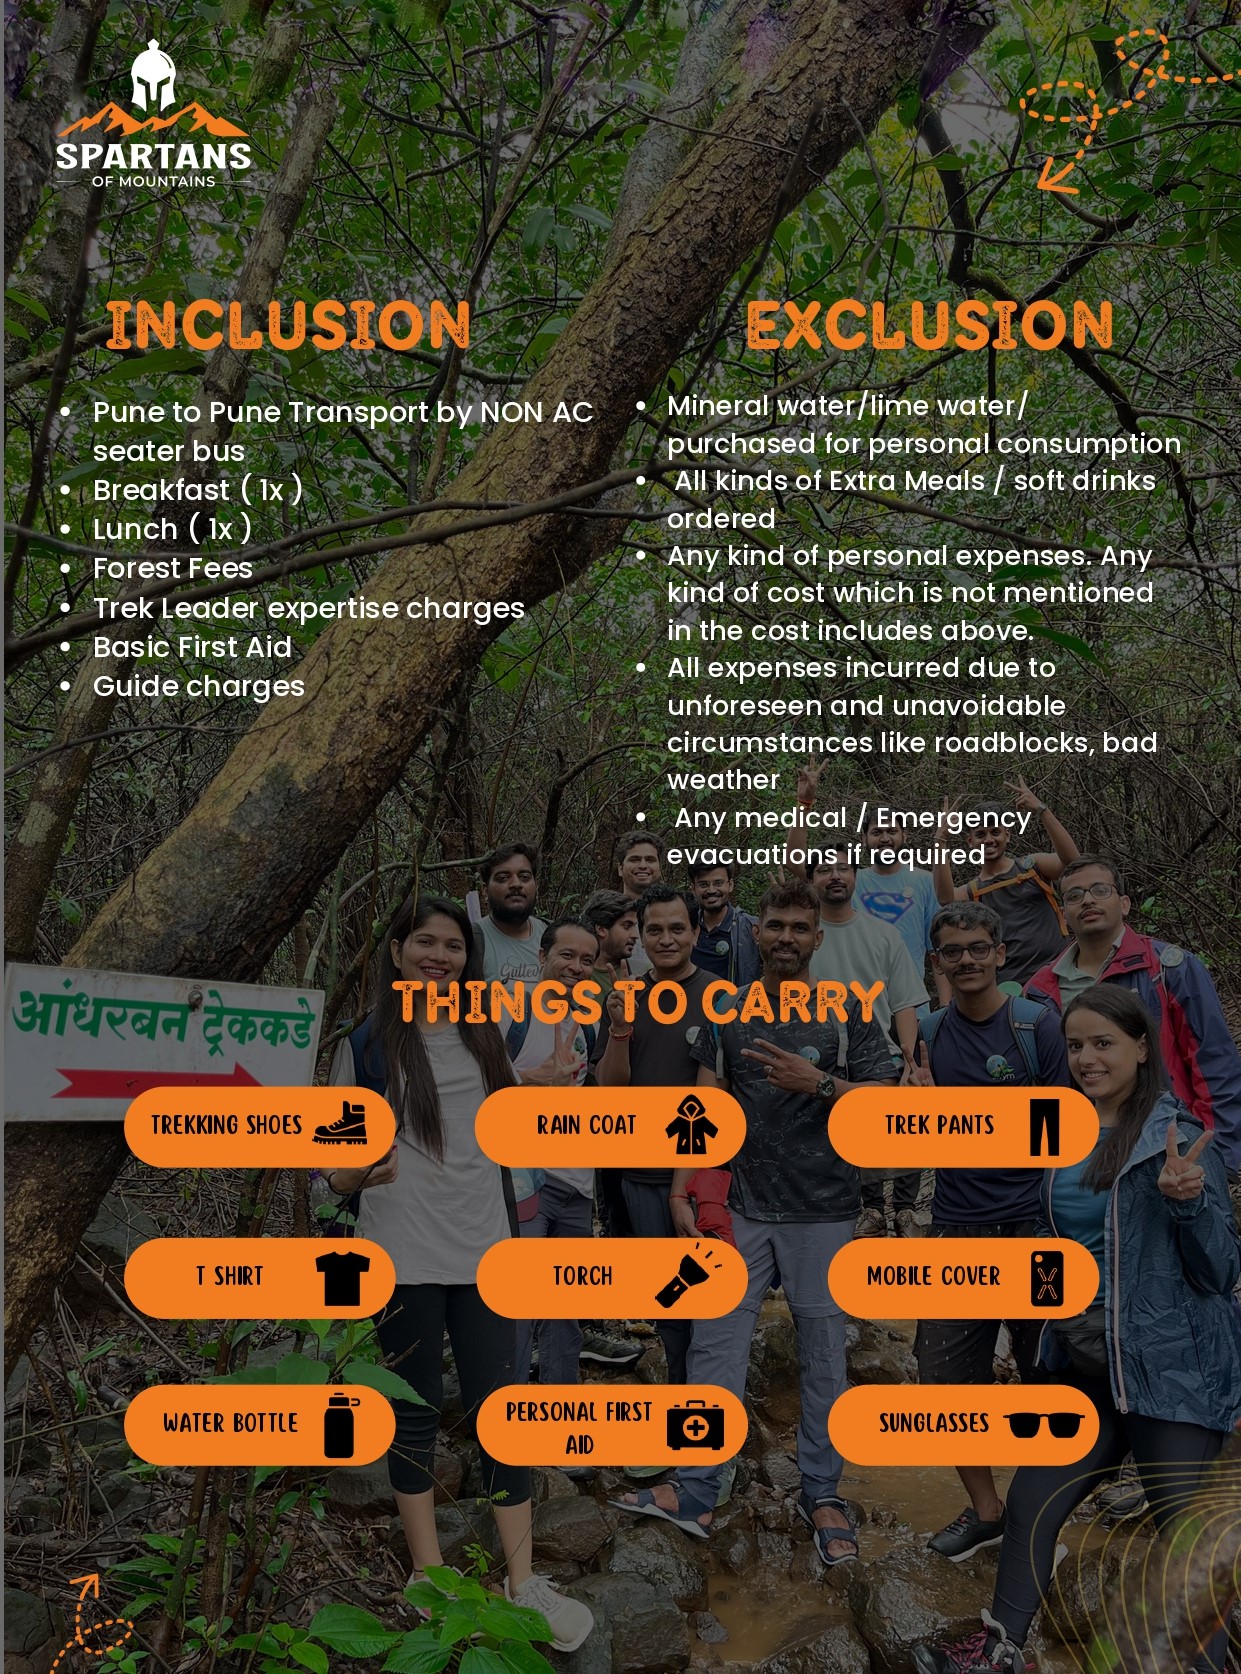 SPARTANS
OF MOUNTAINS
INCLUSION
• Pune to Pune Transport by NON AC
seater bus
• Breakfast ( 1x )
• Lunch ( 1x )
• Forest Fees
• Trek Leader expertise charges
• Basic First Aid
• Guide charges
EXCLUSION
• Mineral water/lime water/
purchased for personal consumption
• All kinds of Extra Meals / soft drinks
ordered
• Any kind of personal expenses. Any
kind of cost which is not mentioned
in the cost includes above.
• All expenses incurred due to
unforeseen and unavoidable
circumstances like roadblocks, bad
weather
• Any medical / Emergency
evacuations if required
आंधरबन ट्रेककडे
THINGS TO CARRY
TREKKING SHOES
RAIN COAT
TREK PANTS
T SHIRT
TORCH
MOBILE COVER
WATER BOTTLE
PERSONAL FIRST
AID
SUNGLASSES